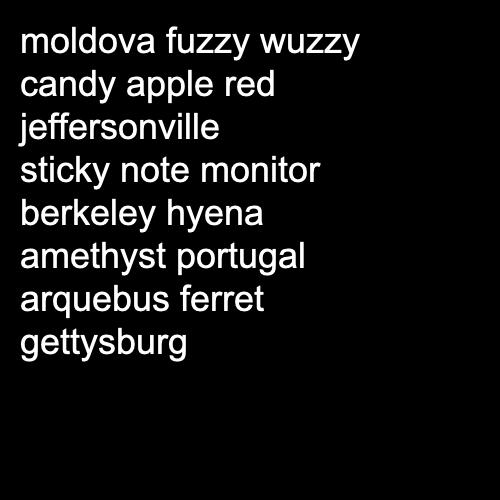 moldova fuzzy wuzzy
candy apple red
jeffersonville
sticky note monitor
berkeley hyena
amethyst portugal
arquebus ferret
gettysburg